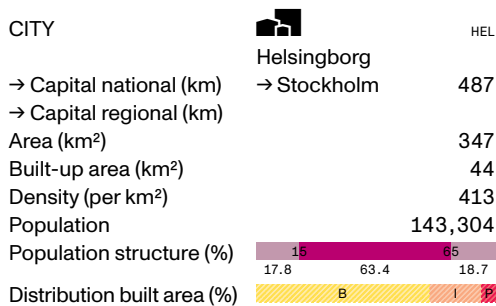 CITY HEL
Helsingborg
→ Capital national (km) → Stockholm 487
→ Capital regional (km)
Area (km²) 347
Built-up area (km²) 44
Density (per km²) 413
Population 143,304
Population structure (%) 15 65
17.8 63.4 18.7
Distribution built area (%) B I P